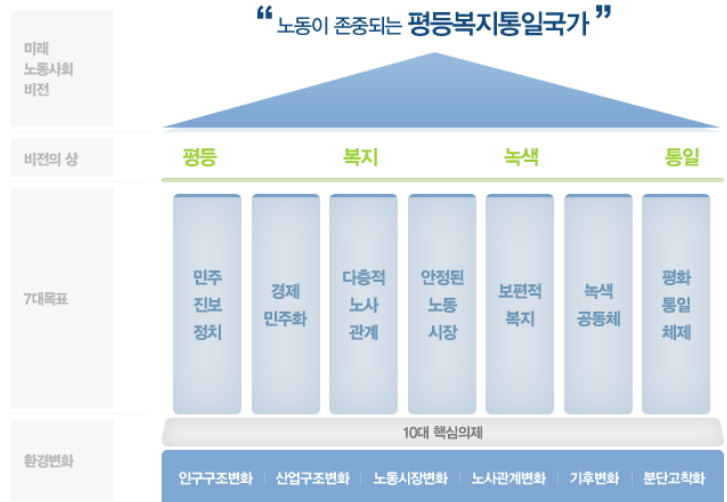 “ 노동이 존중되는 평등복지통일국가 ”
미래
노동사회
비전
비전의 상
평등 복지 녹색 통일
7대목표
민주
진보
정치
경제
민주화
다층적
노사
관계
안정된
노동
시장
보편적
복지
녹색
공동체
평화
통일
체제
10대 핵심의제
환경변화
인구구조변화 산업구조변화 노동시장변화 노사관계변화 기후변화 분단고착화